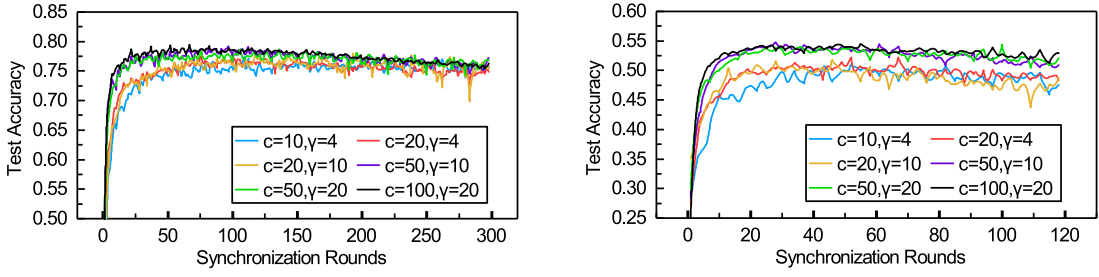 0.85
0.80
0.75
0.70
0.65
0.60
0.55
0.50
Test Accuracy
c=10,γ=4 c=20,γ=4
c=20,γ=10 c=50,γ=10
c=50,γ=20 c=100,γ=20
0 50 100 150 200 250 300
Synchronization Rounds
0.60
0.55
0.50
0.45
0.40
0.35
0.30
0.25
Test Accuracy
c=10,γ=4 c=20,γ=4
c=20,γ=10 c=50,γ=10
c=50,γ=20 c=100,γ=20
0 20 40 60 80 100 120
Synchronization Rounds